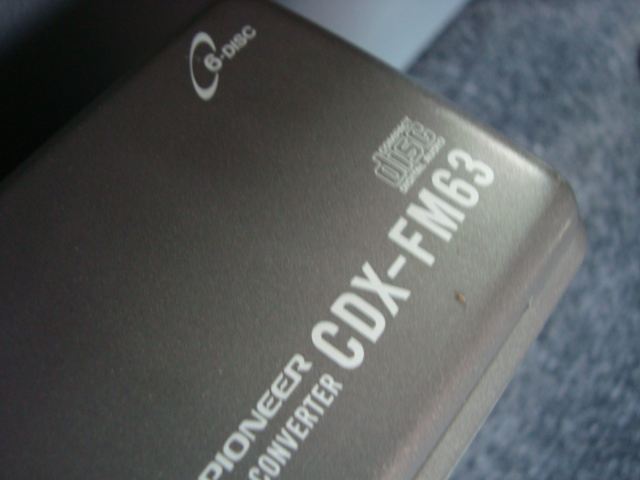 6-DISC
COMPACT
disc
DIGITAL AUDIO
PIONEER
CONVERTER CDX-FM63